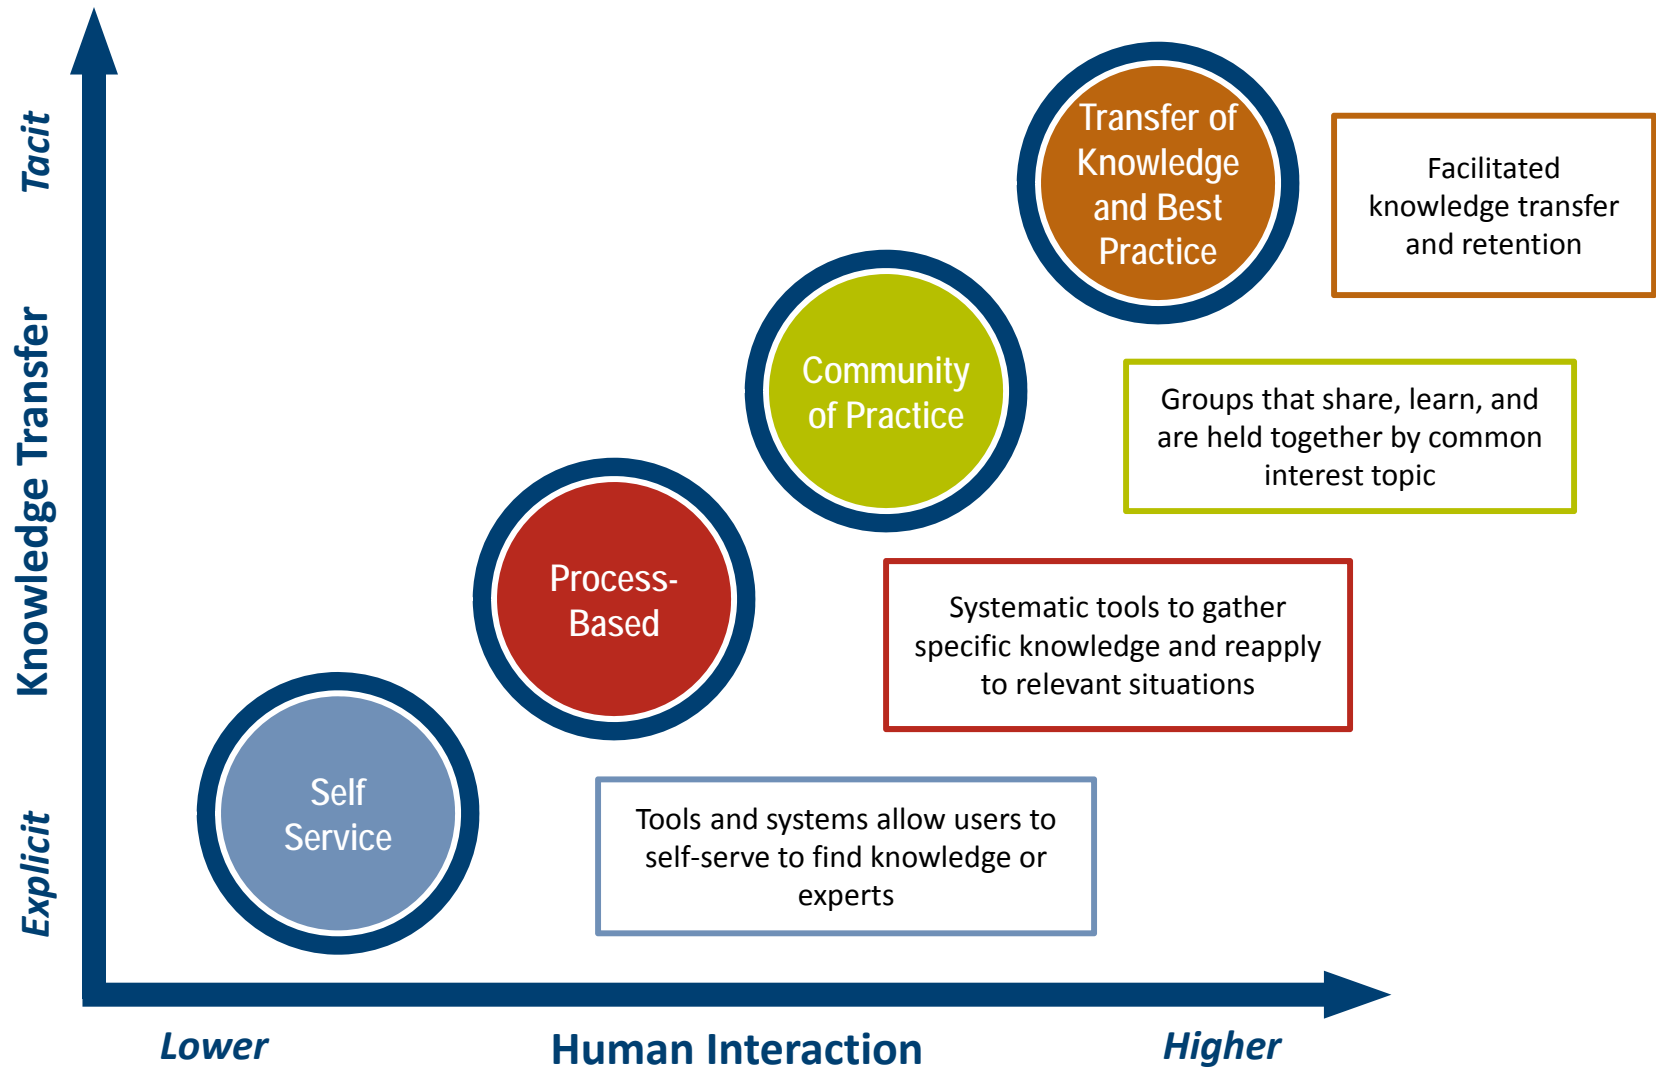 Tacit
Knowledge Transfer
Explicit
Transfer of
Knowledge
and Best
Practice
Facilitated
knowledge transfer
and retention
Community
of Practice
Groups that share, learn, and
are held together by common
interest topic
Process-
Based
Systematic tools to gather
specific knowledge and reapply
to relevant situations
Self
Service
Tools and systems allow users to
self-serve to find knowledge or
experts
Lower
Human Interaction
Higher